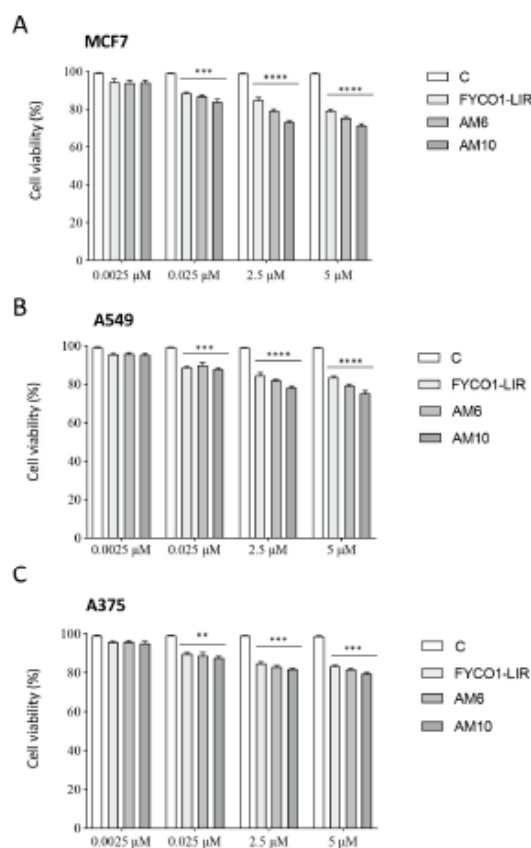 A
MCF7
Cell viability (%)
100
80
60
40
20
0
***
****
****
0.0025 µM
0.025 µM
2.5 µM
5 µM
C
FYCO1-LIR
AM6
AM10
B
A549
Cell viability (%)
100
80
60
40
20
0
***
****
****
0.0025 µM
0.025 µM
2.5 µM
5 µM
C
FYCO1-LIR
AM6
AM10
C
A375
Cell viability (%)
100
80
60
40
20
0
**
***
***
0.0025 µM
0.025 µM
2.5 µM
5 µM
C
FYCO1-LIR
AM6
AM10